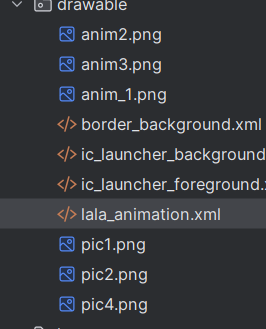 drawable
anim2.png
anim3.png
anim_1.png
border_background.xml
ic_launcher_background
ic_launcher_foreground.
lala_animation.xml
pic1.png
pic2.png
pic4.png